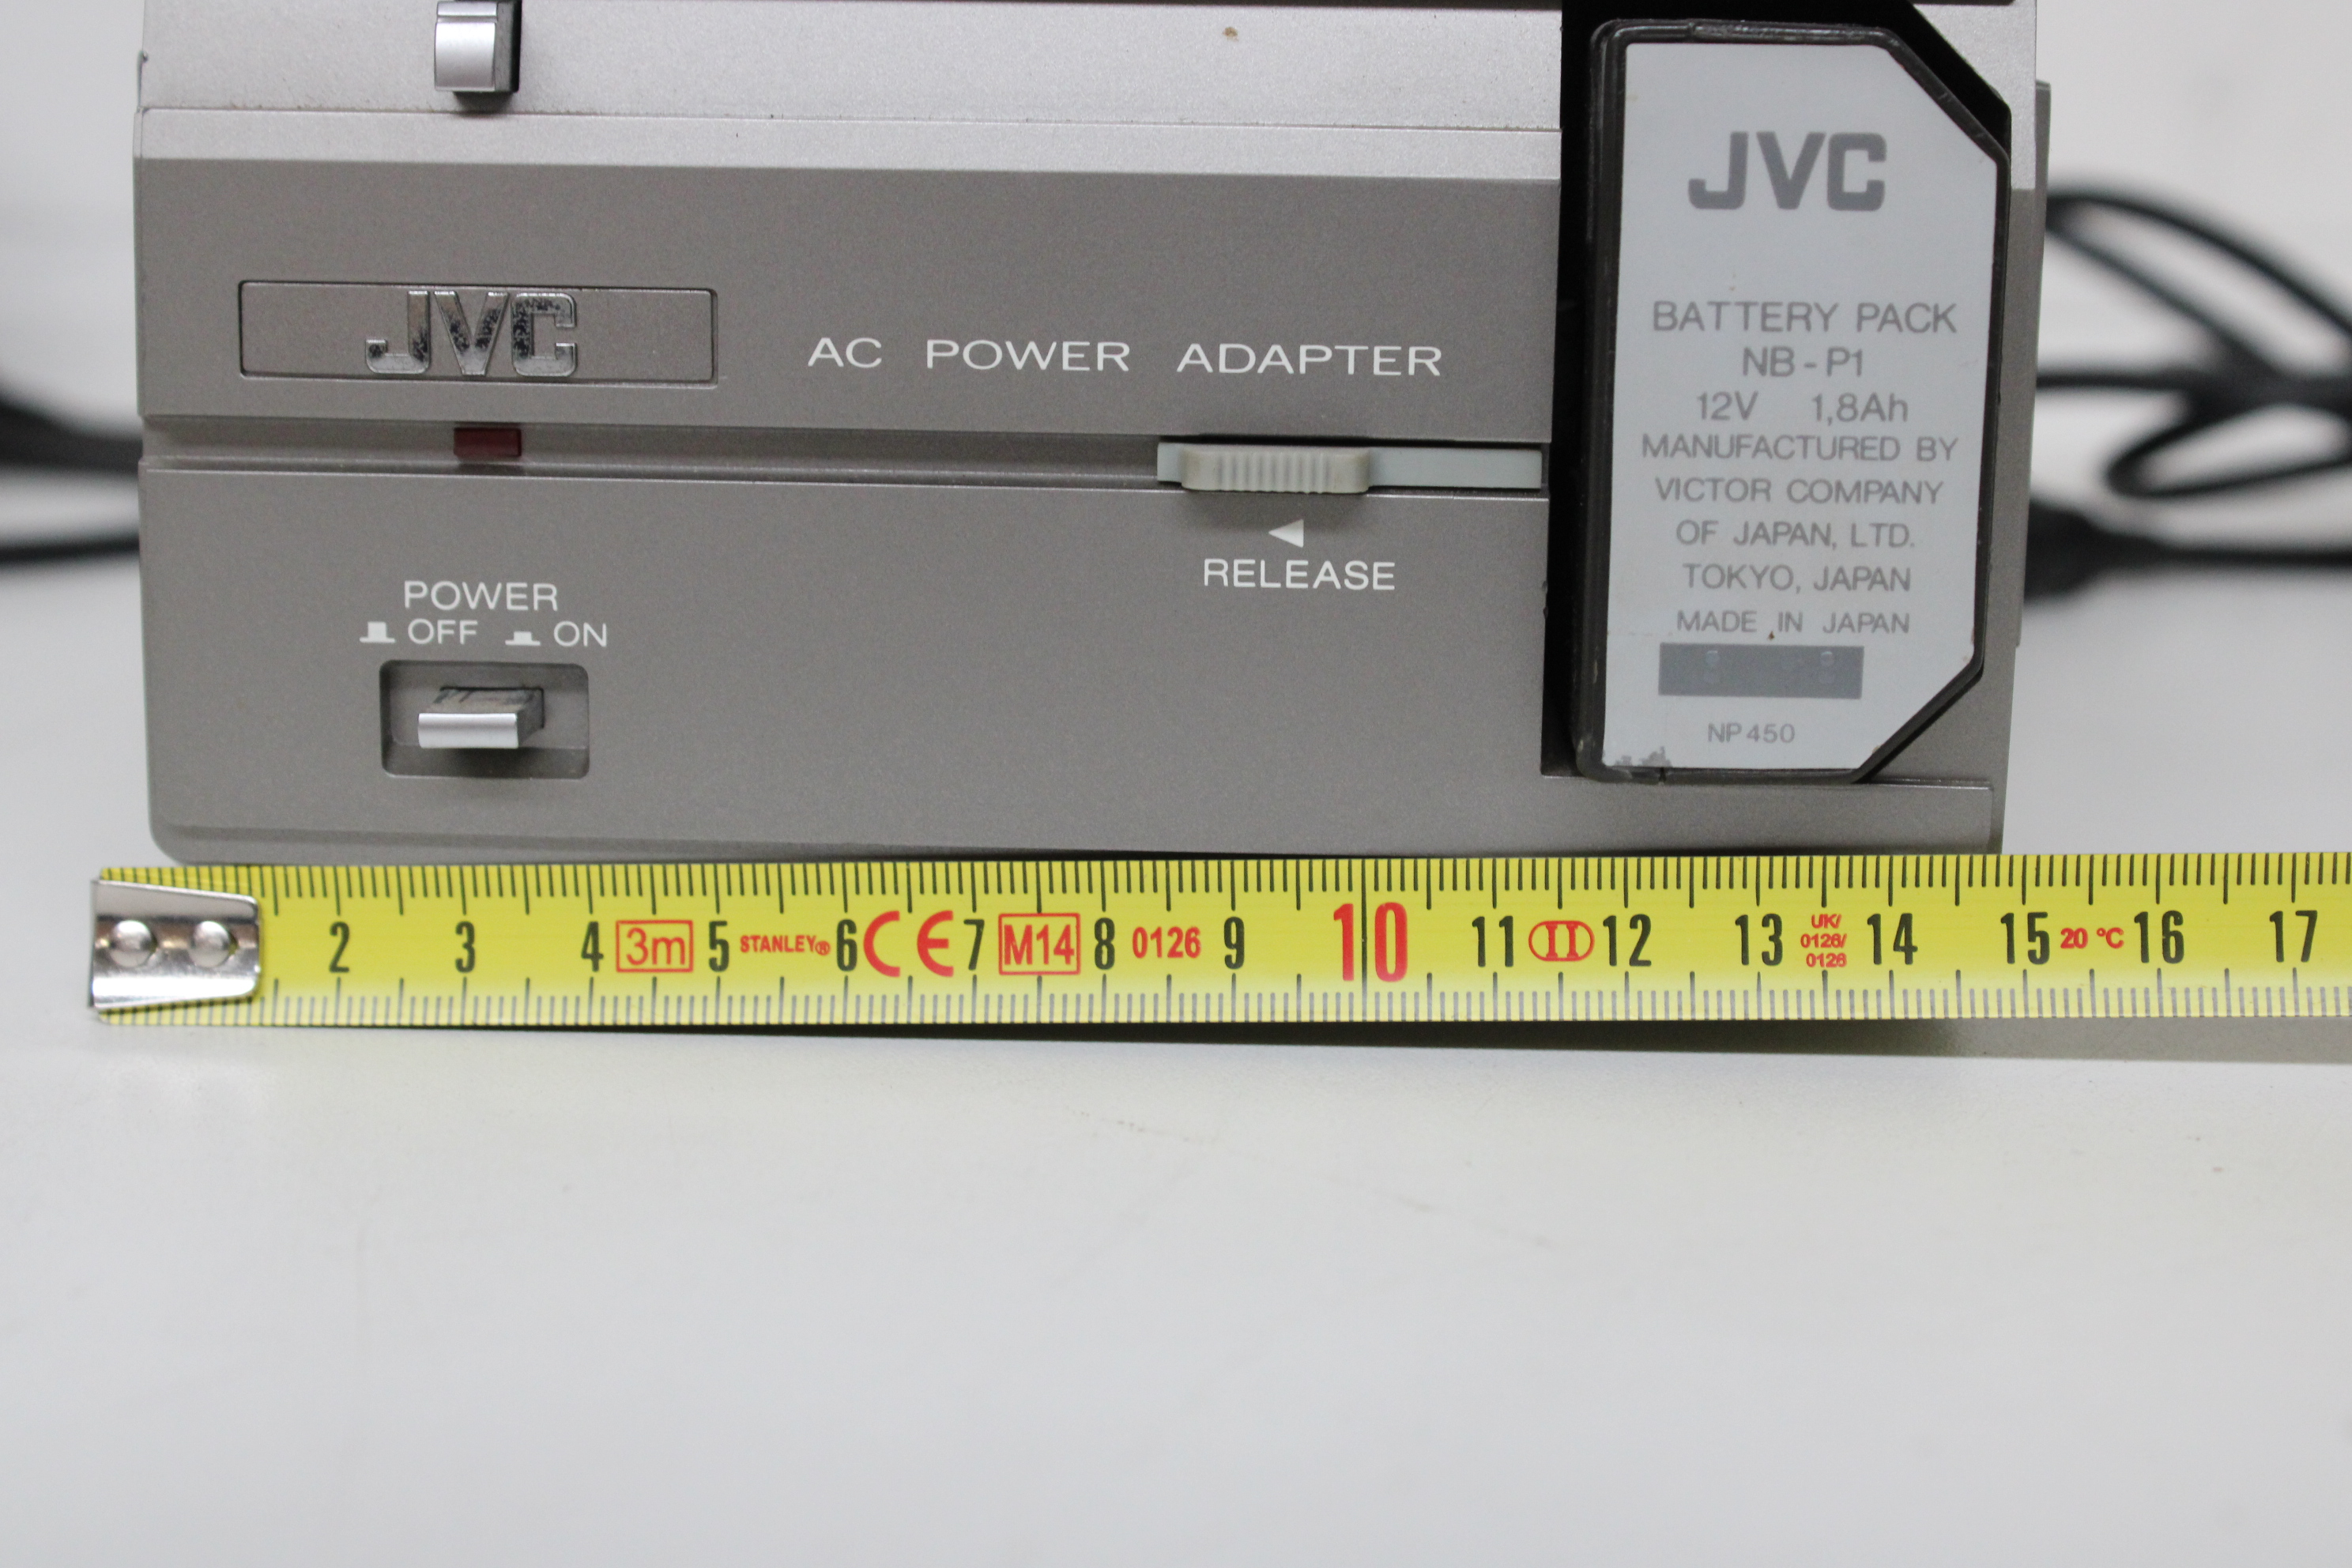 JVC
AC POWER ADAPTER
RELEASE
POWER
OFF ON
JVC
BATTERY PACK
NB-P1
12V 1,8Ah
MANUFACTURED BY
VICTOR COMPANY
OF JAPAN, LTD.
TOKYO, JAPAN
MADE IN JAPAN
NP450
2 3 4 3m 5 STANLEY® 6 CE 7 M14 8 0126 9 10 11 II 12 13 UK/ 14 15 20 °C 16 17
0126/
0126